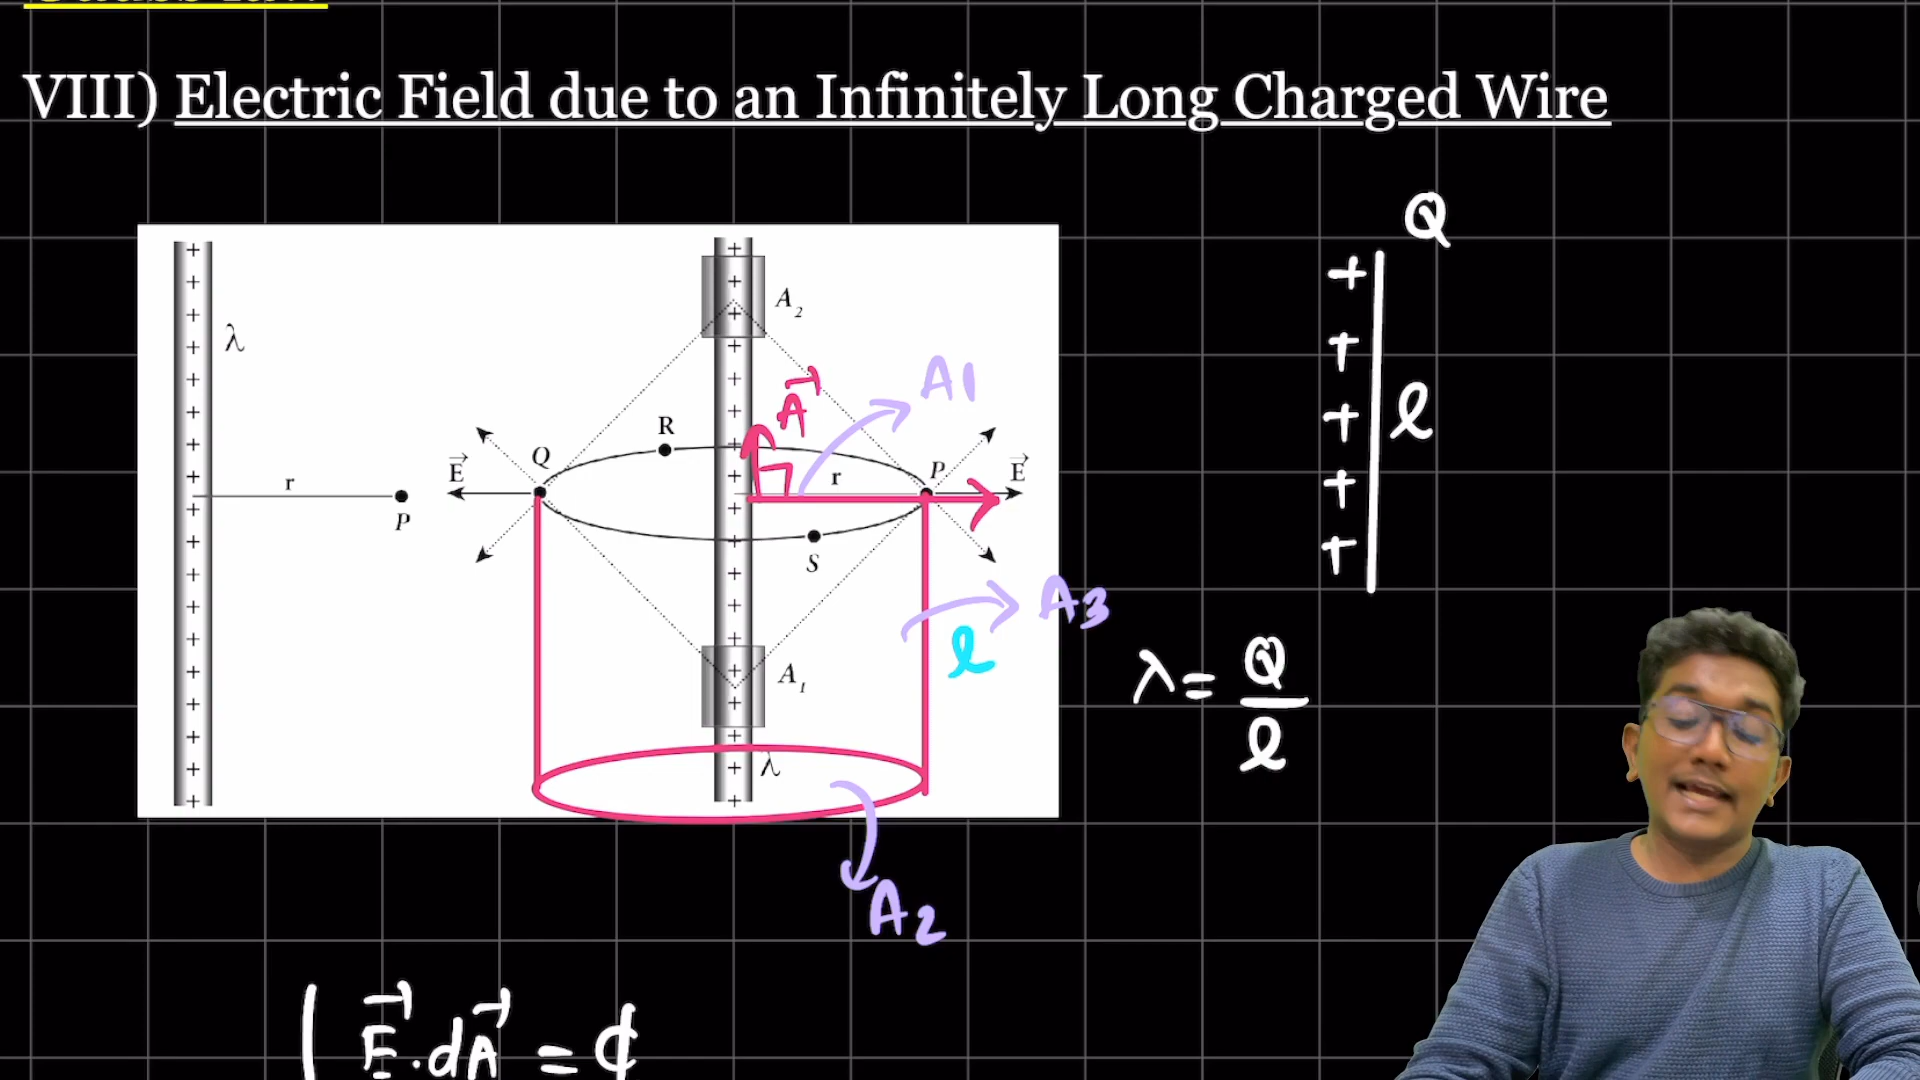 VIII) Electric Field due to an Infinitely Long Charged Wire
Q
+
+
+
+
+
l
λ
r
P
A₂
A⃗
A1
R
Q
E⃗
r
P
E⃗
S
A3
l
A₁
λ
λ = Q/l
A2
∫ E⃗.dA⃗ = ϕ